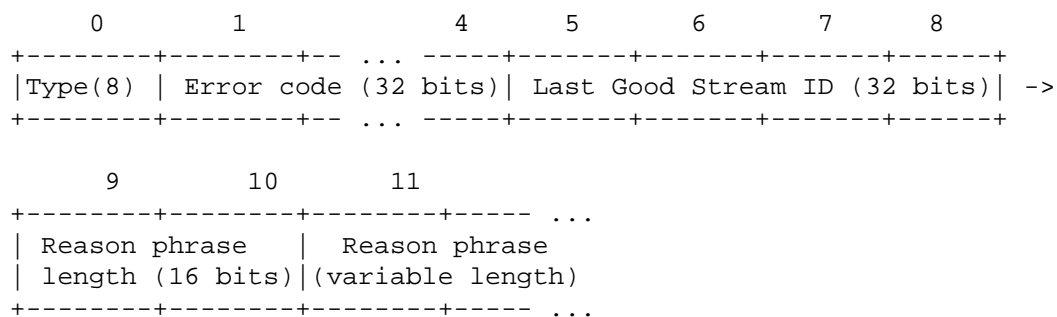 0        1                4       5       6       7       8
+--------+--------+-- ... -----+-------+-------+-------+------+
|Type(8) | Error code (32 bits)| Last Good Stream ID (32 bits)| ->
+--------+--------+-- ... -----+-------+-------+-------+------+
      9        10       11
+--------+--------+--------+----- ...
| Reason phrase   |  Reason phrase
| length (16 bits)|(variable length)
+--------+--------+--------+----- ...